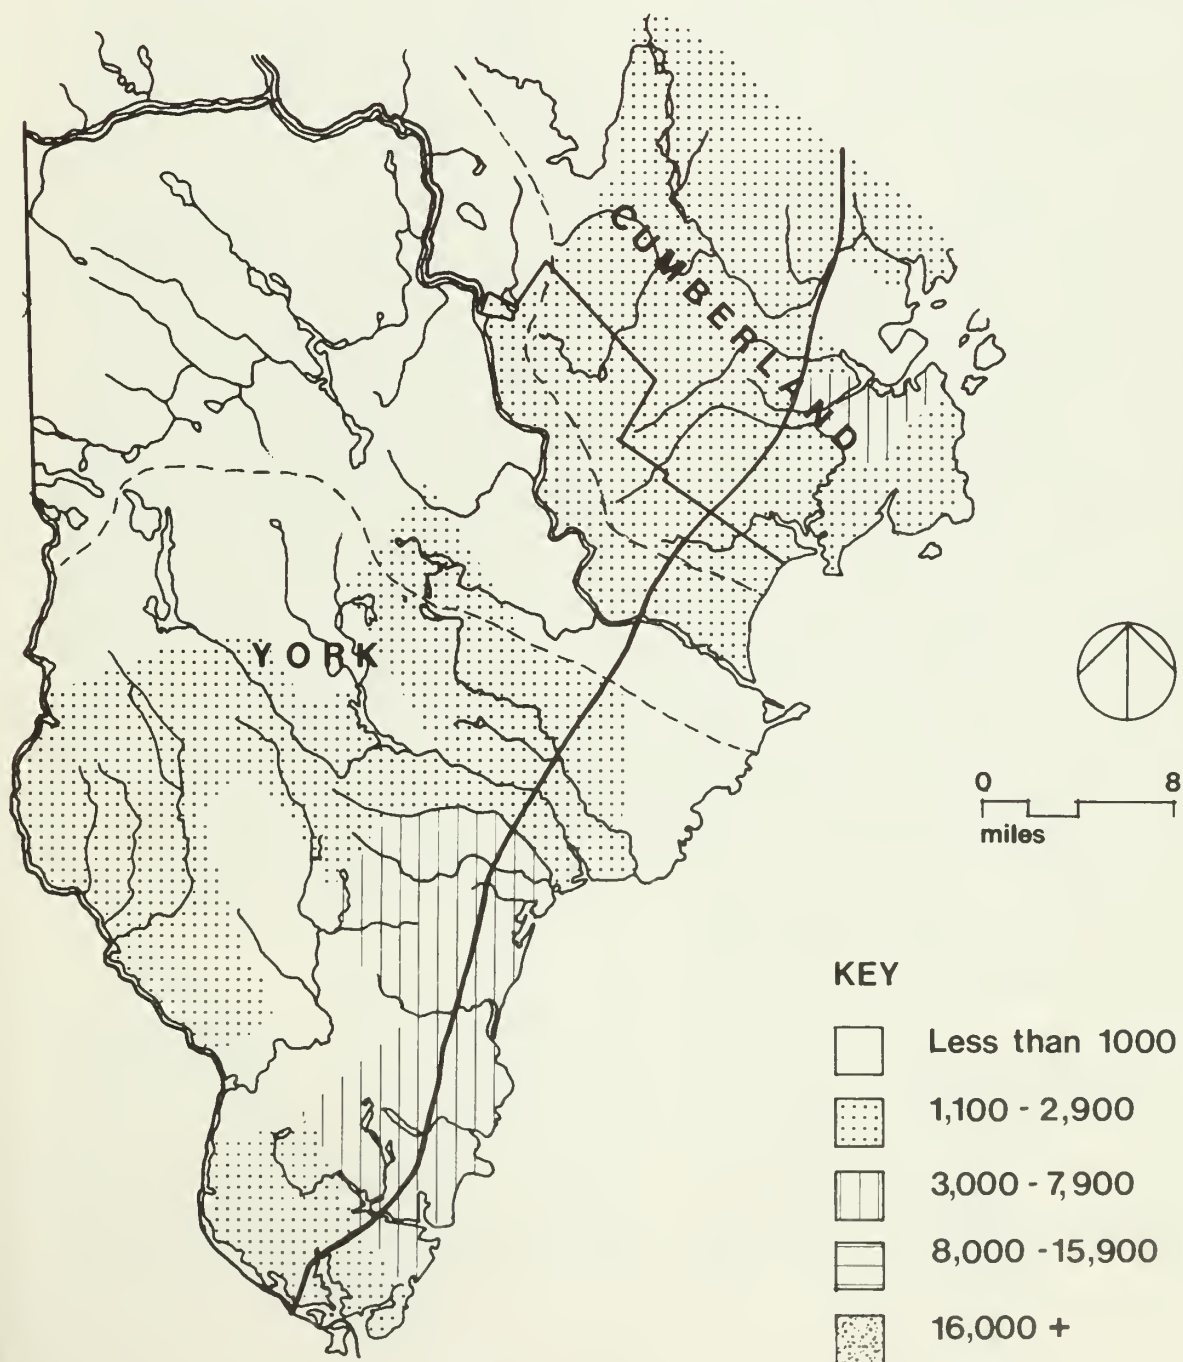 CUMBERLAND
YORK
0 8
miles
KEY
Less than 1000
1,100 - 2,900
3,000 - 7,900
8,000 - 15,900
16,000 +